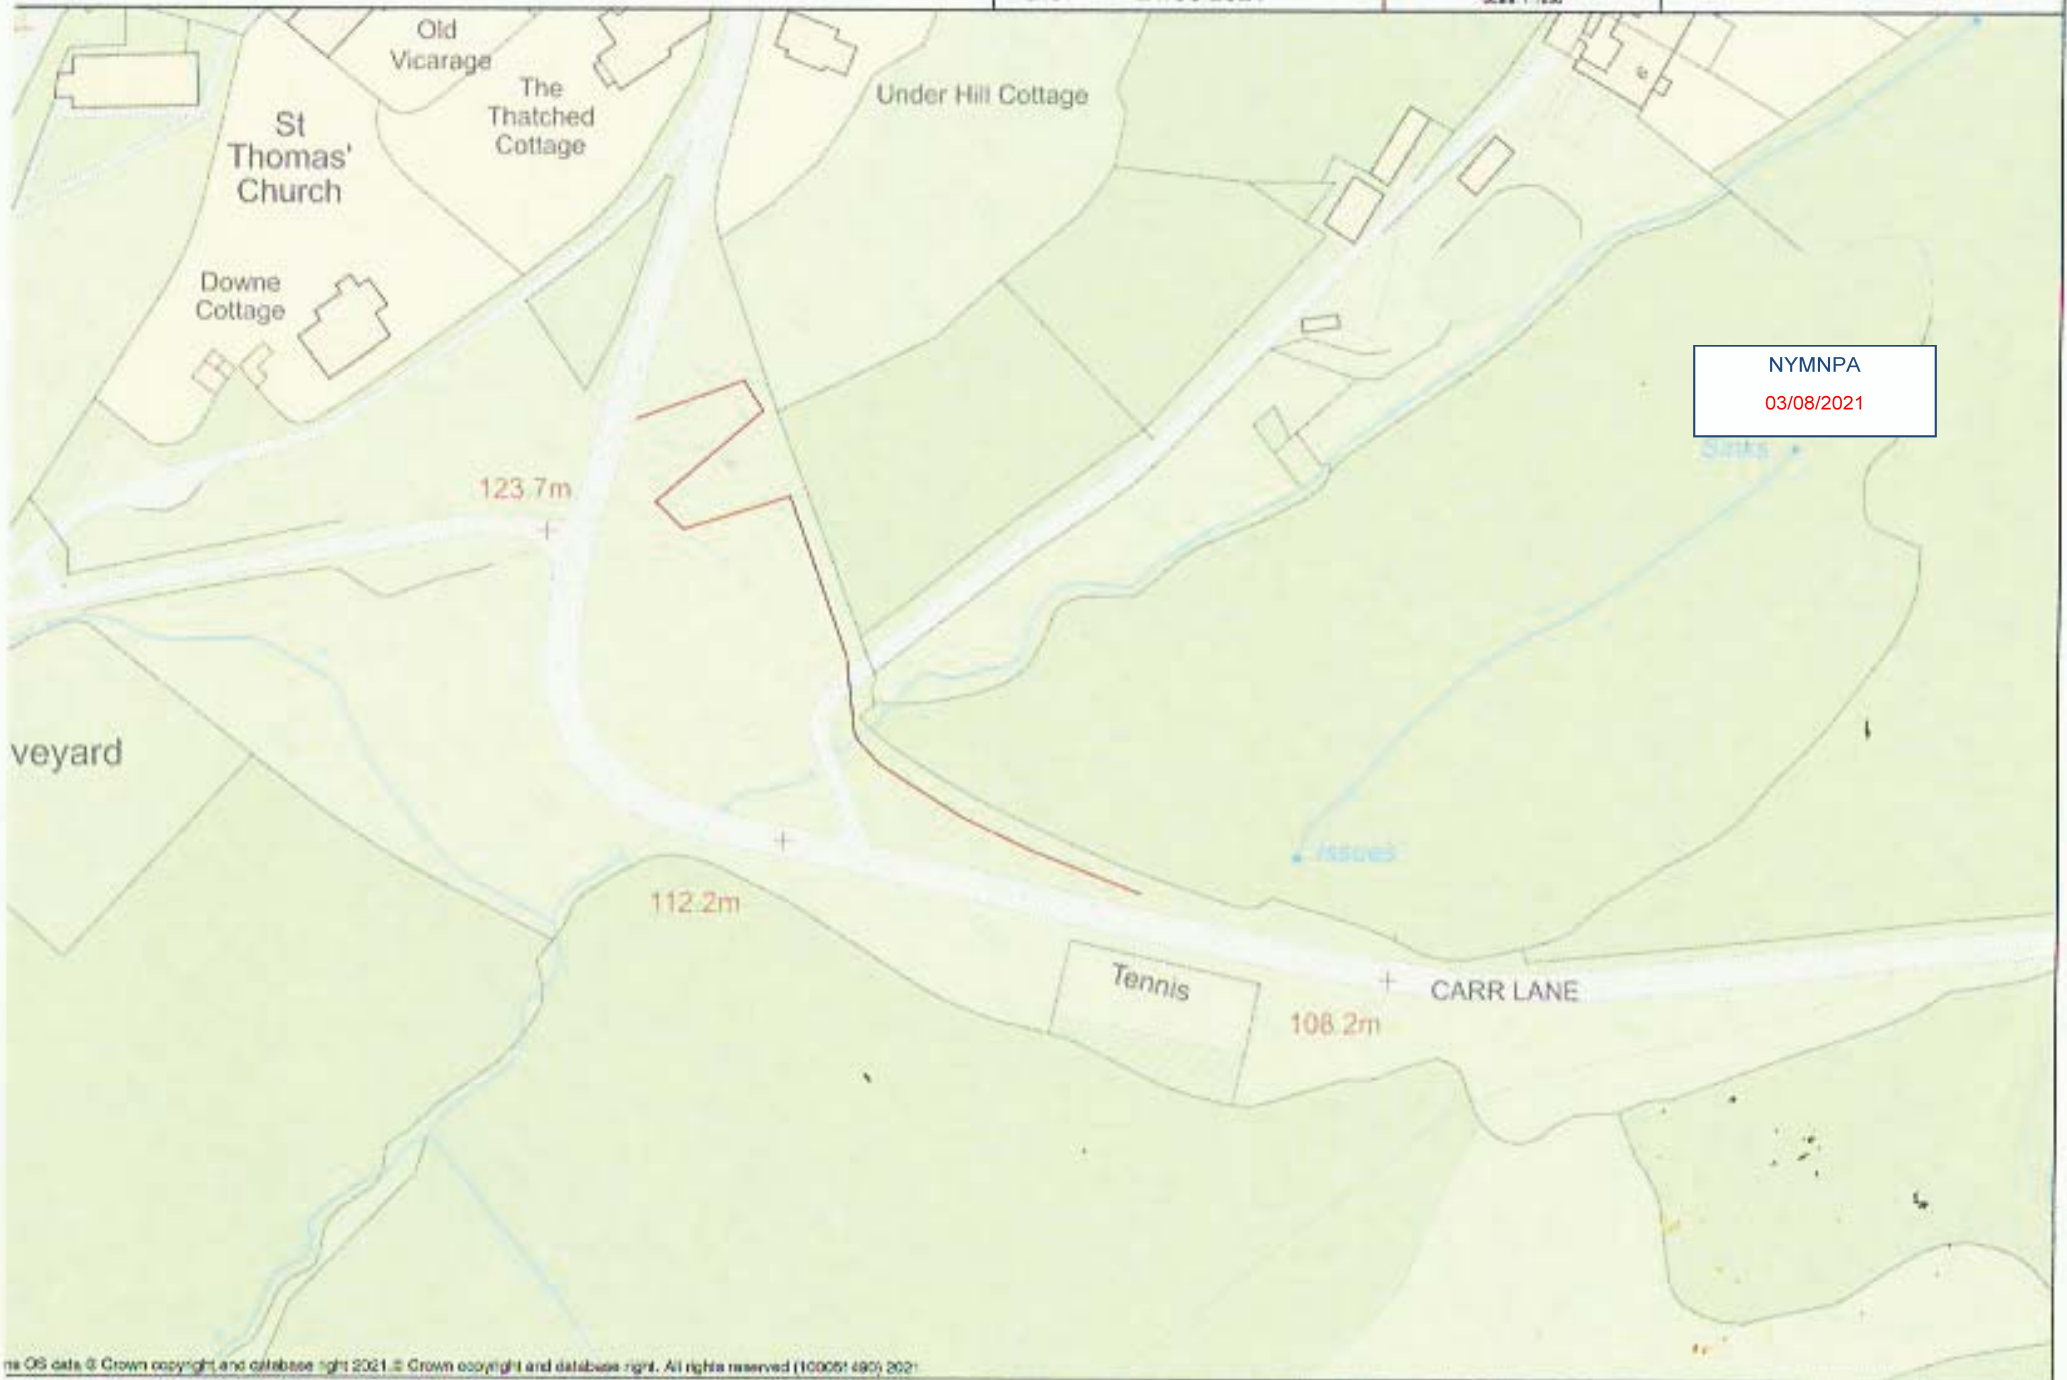 Old
Vicarage
The
Thatched
Cottage
Under Hill Cottage
St
Thomas'
Church
Downe
Cottage
NYMNPA
03/08/2021
Sinks
123.7m
veyard
Issues
112.2m
Tennis
CARR LANE
108.2m
OS data © Crown copyright and database right 2021 © Crown copyright and database right. All rights reserved (100051490) 2021